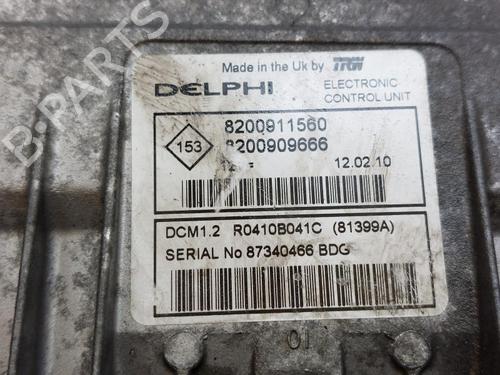 B-PARTS
Made in the Uk by TRW
DELPHI
ELECTRONIC
CONTROL UNIT
153
8200911560
8200909666
12.02.10
DCM1.2 R0410B041C (81399A)
SERIAL No 87340466 BDG